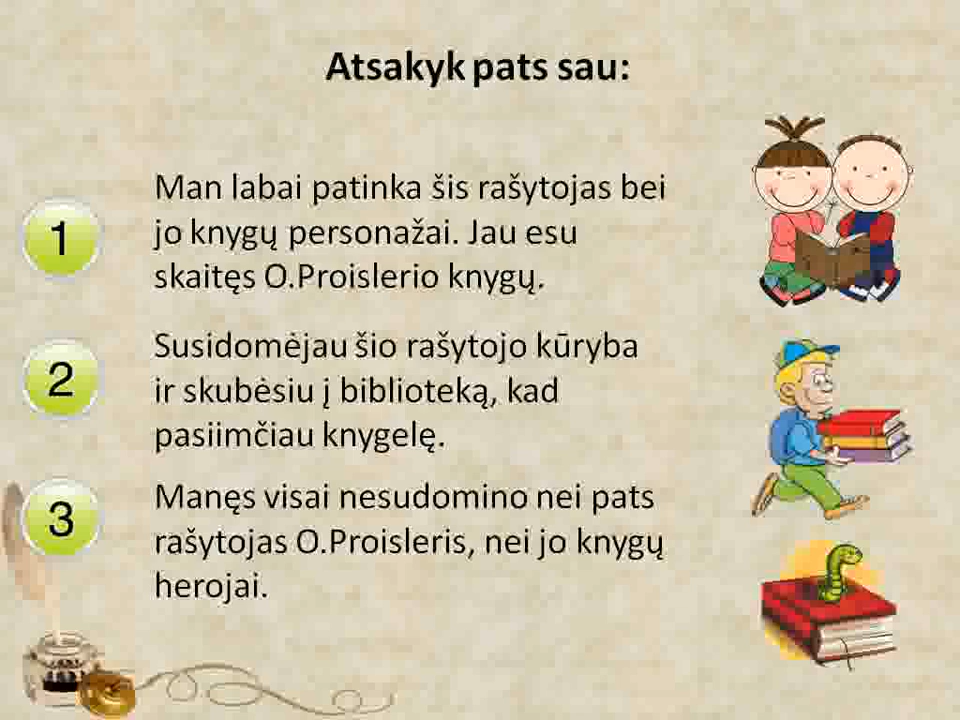 Atsakyk pats sau:
1
Man labai patinka šis rašytojas bei
jo knygų personažai. Jau esu
skaitęs O.Proislerio knygų.
2
Susidomėjau šio rašytojo kūryba
ir skubėsiu į biblioteką, kad
pasiimčiau knygelę.
3
Manęs visai nesudomino nei pats
rašytojas O.Proisleris, nei jo knygų
herojai.